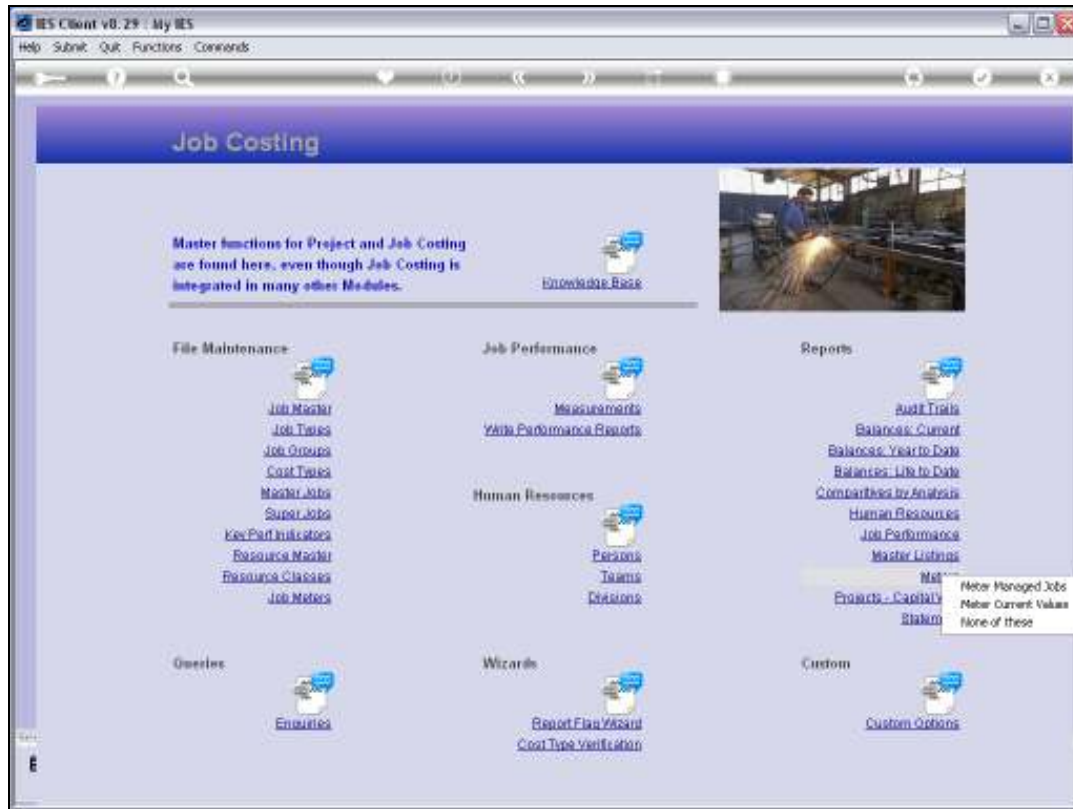 IES Client v8.29 : My IES
Help Submit Quit Functions Commands
Job Costing
Master functions for Project and Job Costing
are found here, even though Job Costing is
integrated in many other Modules.
Knowledge Base
File Maintenance
Job Master
Job Types
Job Groups
Cost Types
Master Jobs
Super Jobs
Key Perf Indicators
Resource Master
Resource Classes
Job Meters
Job Performance
Measurements
Write Performance Reports
Human Resources
Persons
Teams
Divisions
Reports
Audit Trails
Balances: Current
Balances: Year to Date
Balances: Life to Date
Comparitives by Analysis
Human Resources
Job Performance
Master Listings
Projects - Capital
Meter Managed Jobs
Meter Current Values
None of these
Queries
Enquiries
Wizards
Report Flag Wizard
Cost Type Verification
Custom
Custom Options